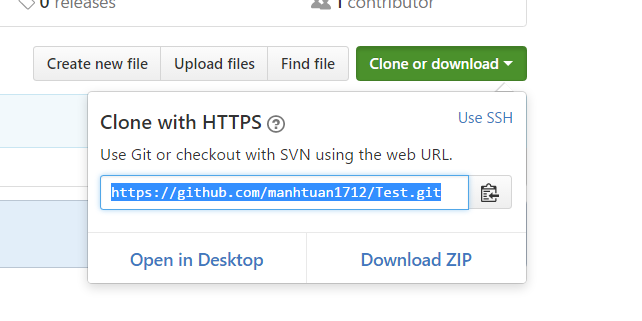 0 releases
1 contributor
Create new file Upload files Find file Clone or download
Clone with HTTPS ? Use SSH
Use Git or checkout with SVN using the web URL.
https://github.com/manhtuan1712/Test.git
Open in Desktop Download ZIP